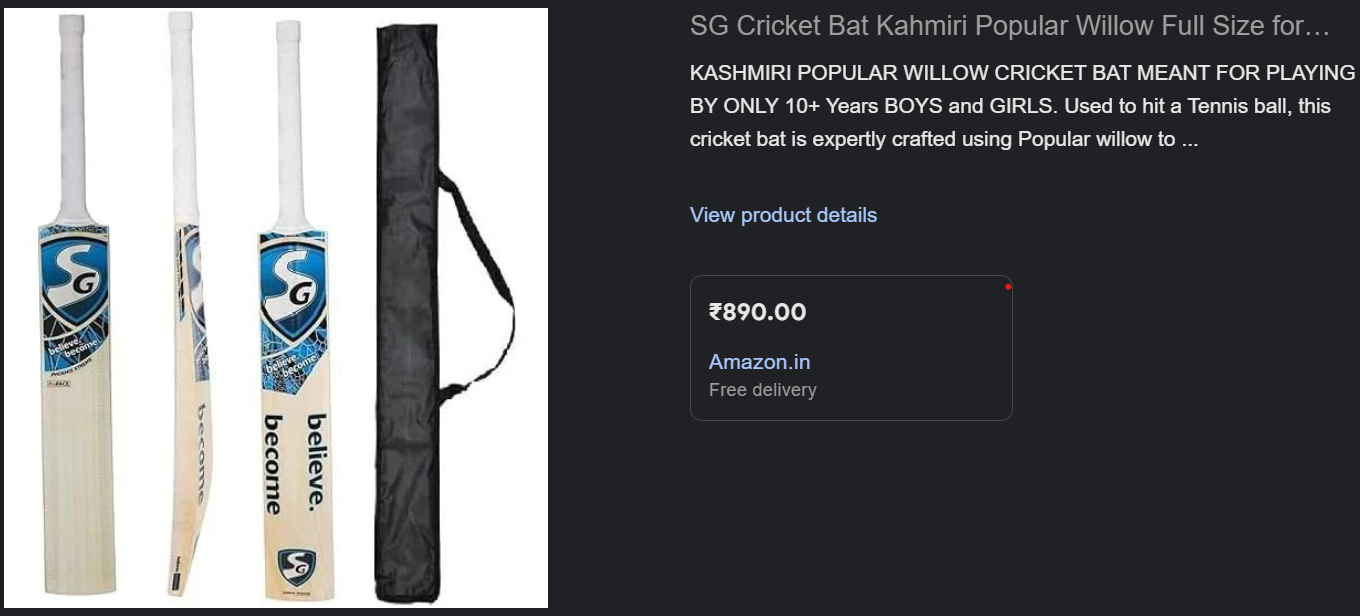 SG Cricket Bat Kahmiri Popular Willow Full Size for...
KASHMIRI POPULAR WILLOW CRICKET BAT MEANT FOR PLAYING
BY ONLY 10+ Years BOYS and GIRLS. Used to hit a Tennis ball, this
cricket bat is expertly crafted using Popular willow to ...
View product details
₹890.00
Amazon.in
Free delivery
SG
believe.
become
PHOENIX XTREME
ProFACE
become
SG
believe.
become
believe.
become
SG